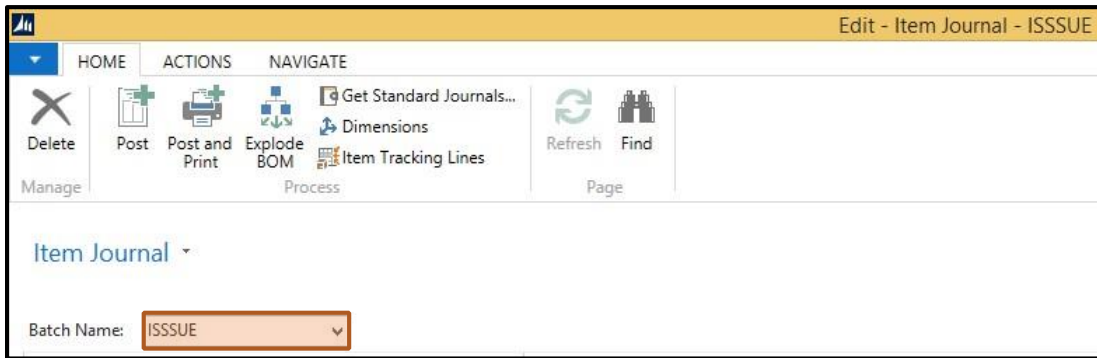 Edit - Item Journal - ISSSUE
HOME ACTIONS NAVIGATE
Delete
Post
Post and Print
Explode BOM
Get Standard Journals...
Dimensions
Item Tracking Lines
Refresh
Find
Manage
Process
Page
Item Journal
Batch Name: ISSSUE